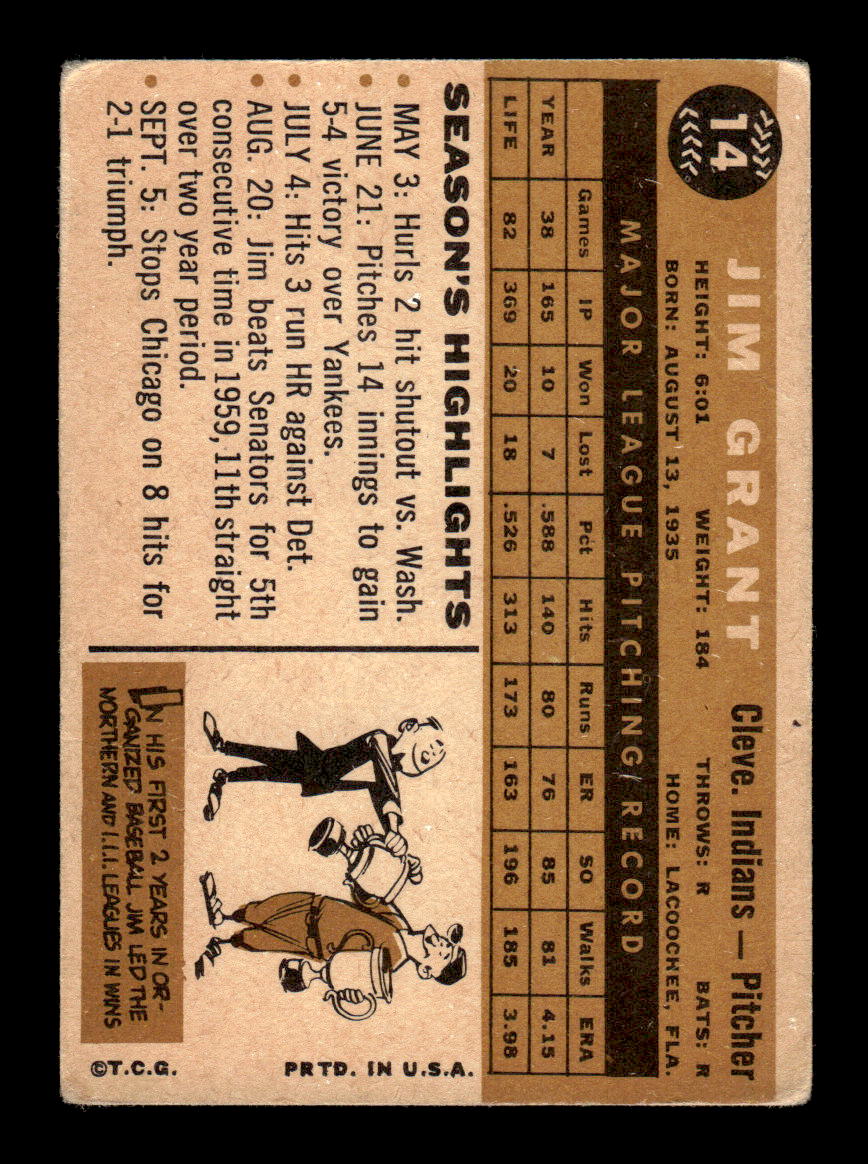 14
JIM GRANT Cleve. Indians — Pitcher
HEIGHT: 6:01 WEIGHT: 184 THROWS: R BATS: R
BORN: AUGUST 13, 1935 HOME: LACOOCHEE, FLA.
MAJOR LEAGUE PITCHING RECORD
Games IP Won Lost Pct Hits Runs ER SO Walks ERA
YEAR 38 165 10 7 .588 140 80 76 85 81 4.15
LIFE 82 369 20 18 .526 313 173 163 196 185 3.98
SEASON'S HIGHLIGHTS
• MAY 3: Hurls 2 hit shutout vs. Wash.
• JUNE 21: Pitches 14 innings to gain
5-4 victory over Yankees.
• JULY 4: Hits 3 run HR against Det.
• AUG. 20: Jim beats Senators for 5th
consecutive time in 1959, 11th straight
over two year period.
• SEPT. 5: Stops Chicago on 8 hits for
2-1 triumph.
IN HIS FIRST 2 YEARS IN OR-
GANIZED BASEBALL JIM LED THE
NORTHERN AND I.I.I. LEAGUES IN WINS
©T.C.G. PRTD. IN U.S.A.